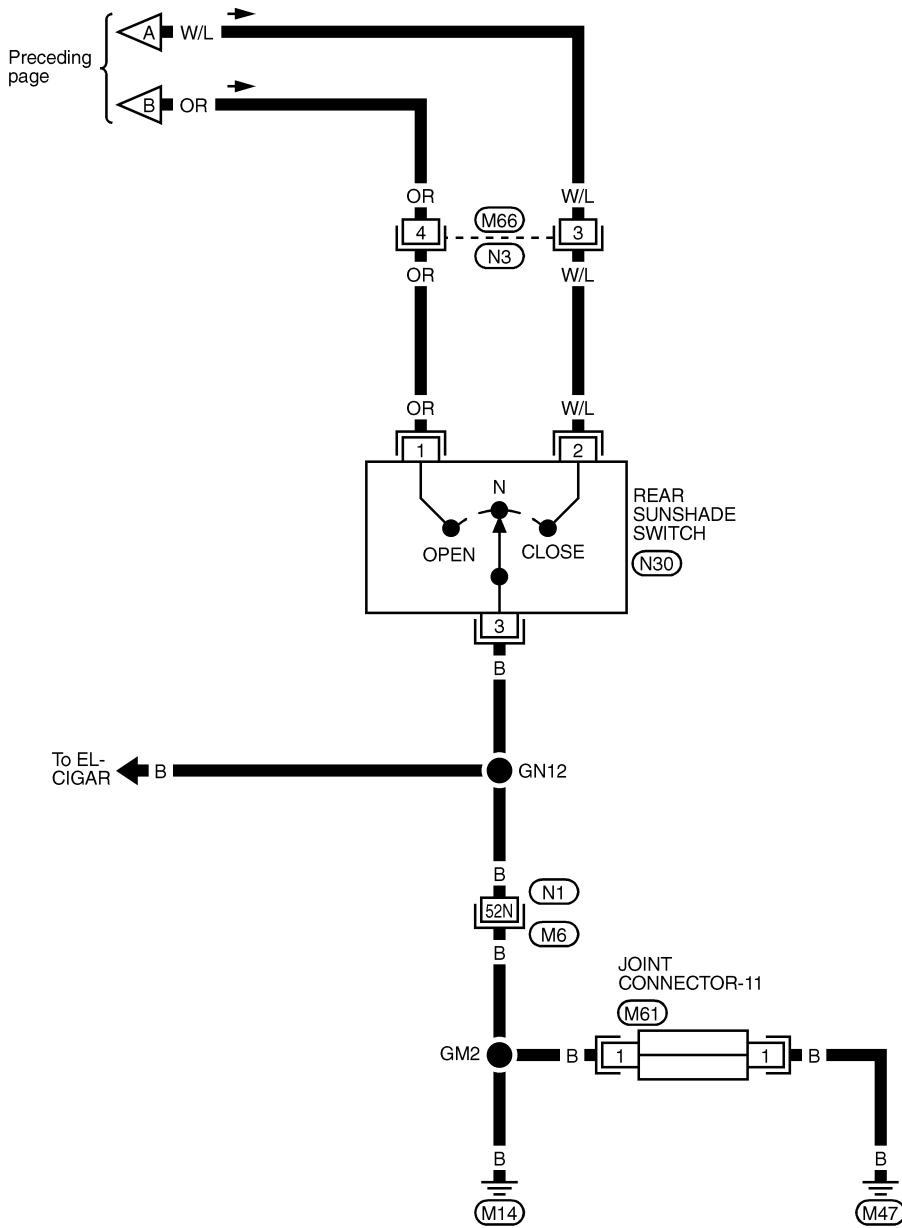 A W/L
Preceding
page
B OR
OR W/L
4 M66 3
N3
OR W/L
OR W/L
1 2
N
OPEN CLOSE
REAR
SUNSHADE
SWITCH
N30
3
B
To EL-
CIGAR
B
GN12
B
N1
52N
M6
B
JOINT
CONNECTOR-11
M61
GM2 B 1 1 B
B B
M14 M47